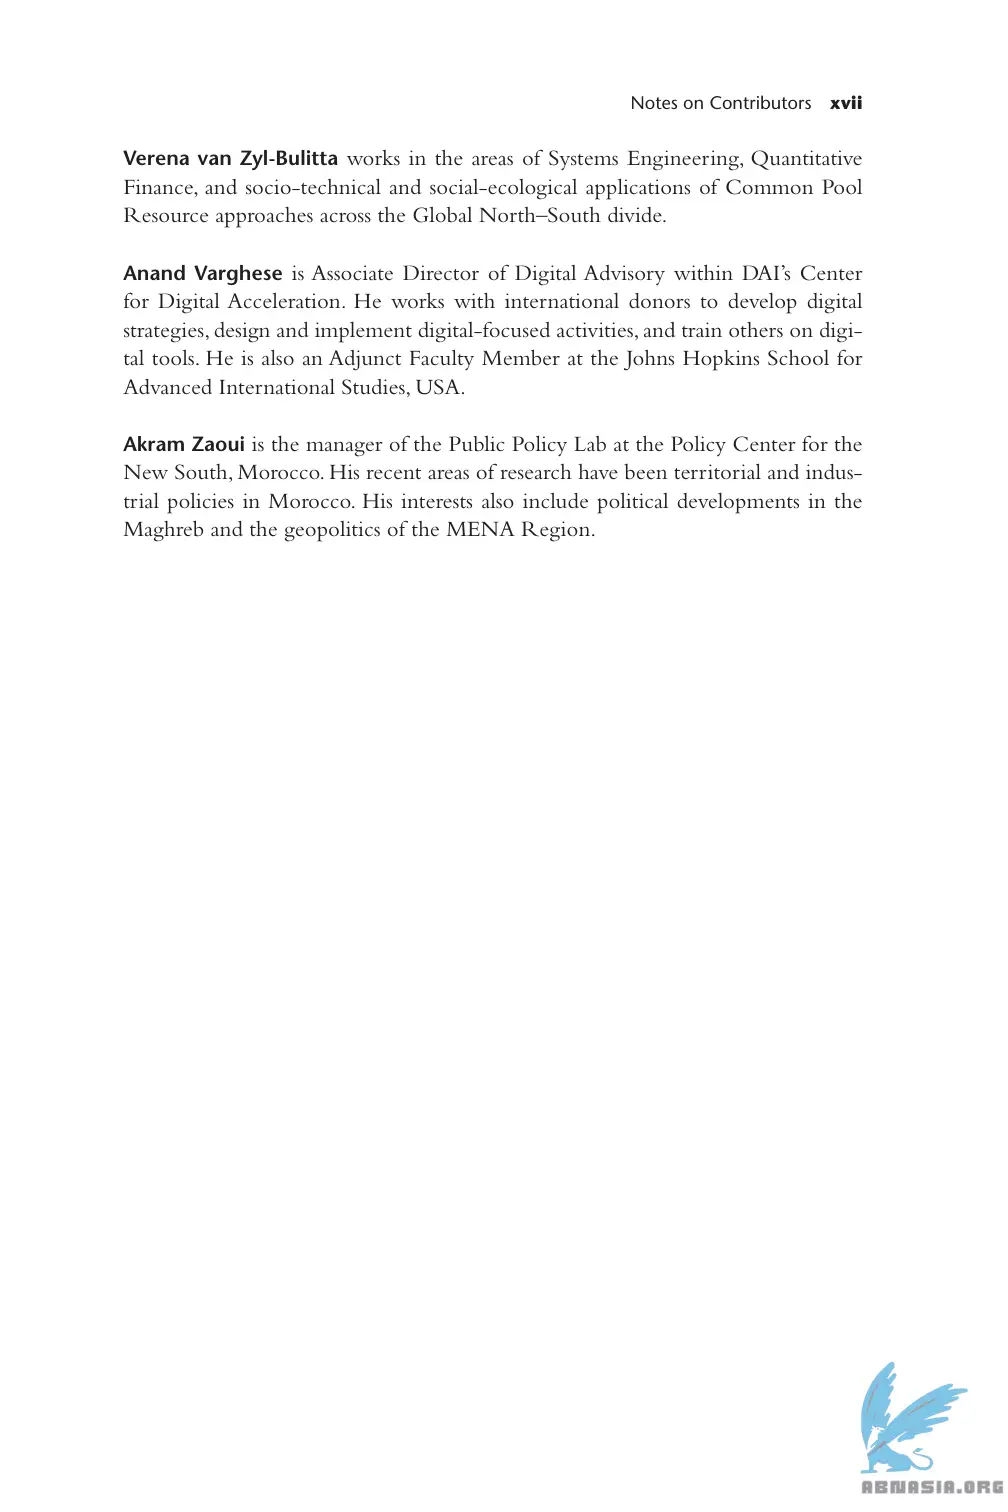 Notes on Contributors xvii
Verena van Zyl-Bulitta works in the areas of Systems Engineering, Quantitative
Finance, and socio-technical and social-ecological applications of Common Pool
Resource approaches across the Global North–South divide.
Anand Varghese is Associate Director of Digital Advisory within DAI’s Center
for Digital Acceleration. He works with international donors to develop digital
strategies, design and implement digital-focused activities, and train others on digi-
tal tools. He is also an Adjunct Faculty Member at the Johns Hopkins School for
Advanced International Studies, USA.
Akram Zaoui is the manager of the Public Policy Lab at the Policy Center for the
New South, Morocco. His recent areas of research have been territorial and indus-
trial policies in Morocco. His interests also include political developments in the
Maghreb and the geopolitics of the MENA Region.
ABNASIA.ORG